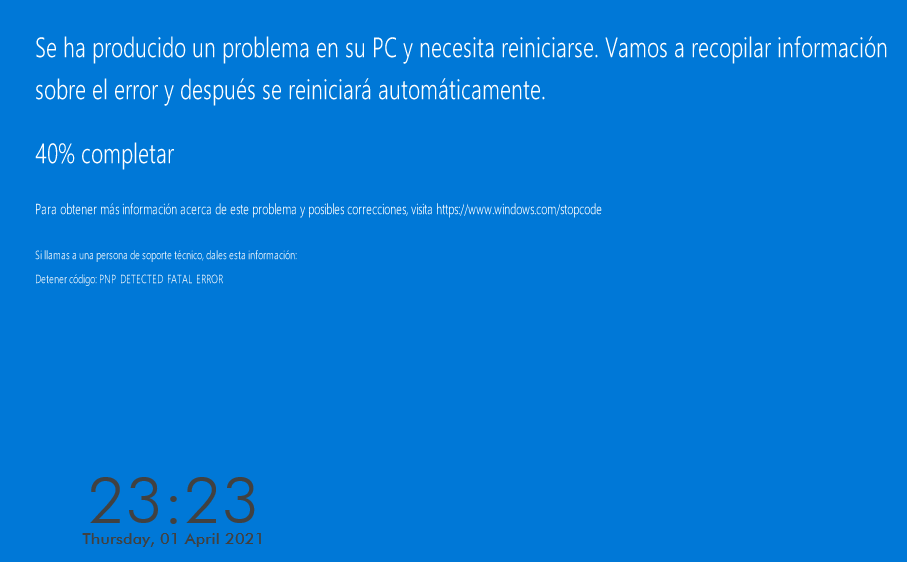 Se ha producido un problema en su PC y necesita reiniciarse. Vamos a recopilar información
sobre el error y después se reiniciará automáticamente.
40% completar
Para obtener más información acerca de este problema y posibles correcciones, visita https://www.windows.com/stopcode
Si llamas a una persona de soporte técnico, dales esta información:
Detener código: PNP DETECTED FATAL ERROR
23:23
Thursday, 01 April 2021